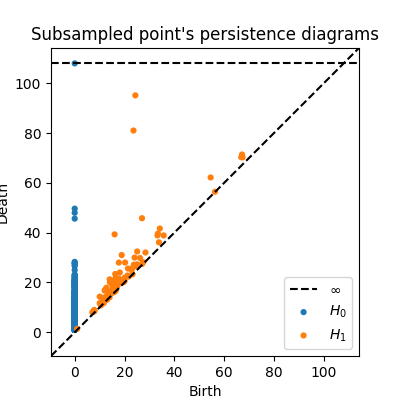 Subsampled point's persistence diagrams
100
80
60
40
20
0
Death
0 20 40 60 80 100
Birth
∞
H₀
H₁